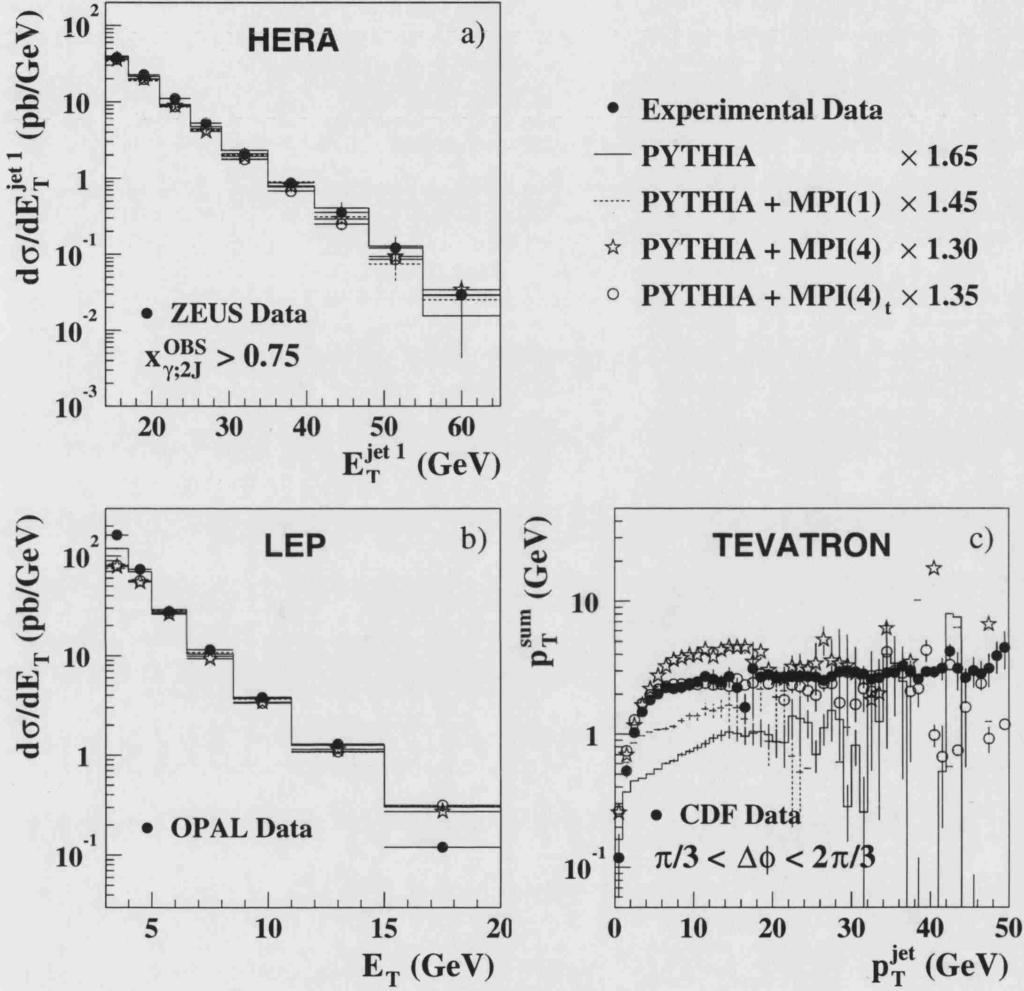 HERA a)
dσ/dE_T^{jet 1} (pb/GeV)
10^2
10
1
10^{-1}
10^{-2}
10^{-3}
● ZEUS Data
x_{γ;2J}^{OBS} > 0.75
20 30 40 50 60
E_T^{jet 1} (GeV)
● Experimental Data
PYTHIA × 1.65
PYTHIA + MPI(1) × 1.45
☆ PYTHIA + MPI(4) × 1.30
○ PYTHIA + MPI(4)_t × 1.35
LEP b)
dσ/dE_T (pb/GeV)
10^2
10
1
10^{-1}
● OPAL Data
5 10 15 20
E_T (GeV)
TEVATRON c)
p_T^{sum} (GeV)
10
1
10^{-1}
● CDF Data
π/3 < Δϕ < 2π/3
0 10 20 30 40 50
p_T^{jet} (GeV)